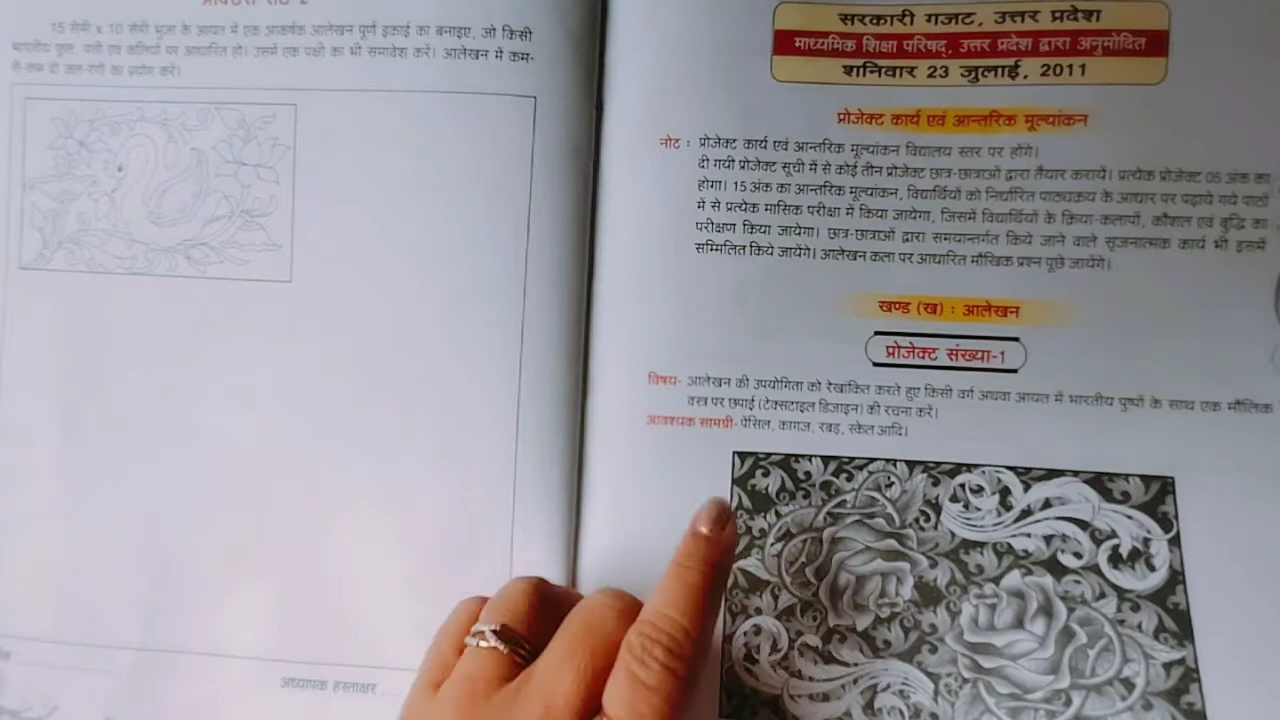 15 सेमी x 10 सेमी भुजा के आयत में एक आकर्षक आलेखन पूर्ण इकाई का बनाइए, जो किसी
भारतीय फूल, पत्ती एवं कलियों पर आधारित हो। उसमें एक पक्षी का भी समावेश करें। आलेखन में कम-
से-कम दो जल-रंगों का प्रयोग करें।
अध्यापक हस्ताक्षर
सरकारी गजट, उत्तर प्रदेश
माध्यमिक शिक्षा परिषद्, उत्तर प्रदेश द्वारा अनुमोदित
शनिवार 23 जुलाई, 2011
प्रोजेक्ट कार्य एवं आन्तरिक मूल्यांकन
नोट : प्रोजेक्ट कार्य एवं आन्तरिक मूल्यांकन विद्यालय स्तर पर होंगे।
दी गयी प्रोजेक्ट सूची में से कोई तीन प्रोजेक्ट छात्र-छात्राओं द्वारा तैयार करायें। प्रत्येक प्रोजेक्ट 05 अंक का
होगा। 15 अंक का आन्तरिक मूल्यांकन, विद्यार्थियों को निर्धारित पाठ्यक्रम के आधार पर पढ़ाये गये पाठों
में से प्रत्येक मासिक परीक्षा में किया जायेगा, जिसमें विद्यार्थियों के क्रिया-कलापों, कौशल एवं बुद्धि का
परीक्षण किया जायेगा। छात्र-छात्राओं द्वारा समयान्तर्गत किये जाने वाले सृजनात्मक कार्य भी इसमें
सम्मिलित किये जायेंगे। आलेखन कला पर आधारित मौखिक प्रश्न पूछे जायेंगे।
खण्ड (ख) : आलेखन
प्रोजेक्ट संख्या-1
विषय- आलेखन की उपयोगिता को रेखांकित करते हुए किसी वर्ग अथवा आयत में भारतीय पुष्पों के साथ एक मौलिक
वस्त्र पर छपाई (टेक्सटाइल डिजाइन) की रचना करें।
आवश्यक सामग्री- पेंसिल, कागज, रबड़, स्केल आदि।